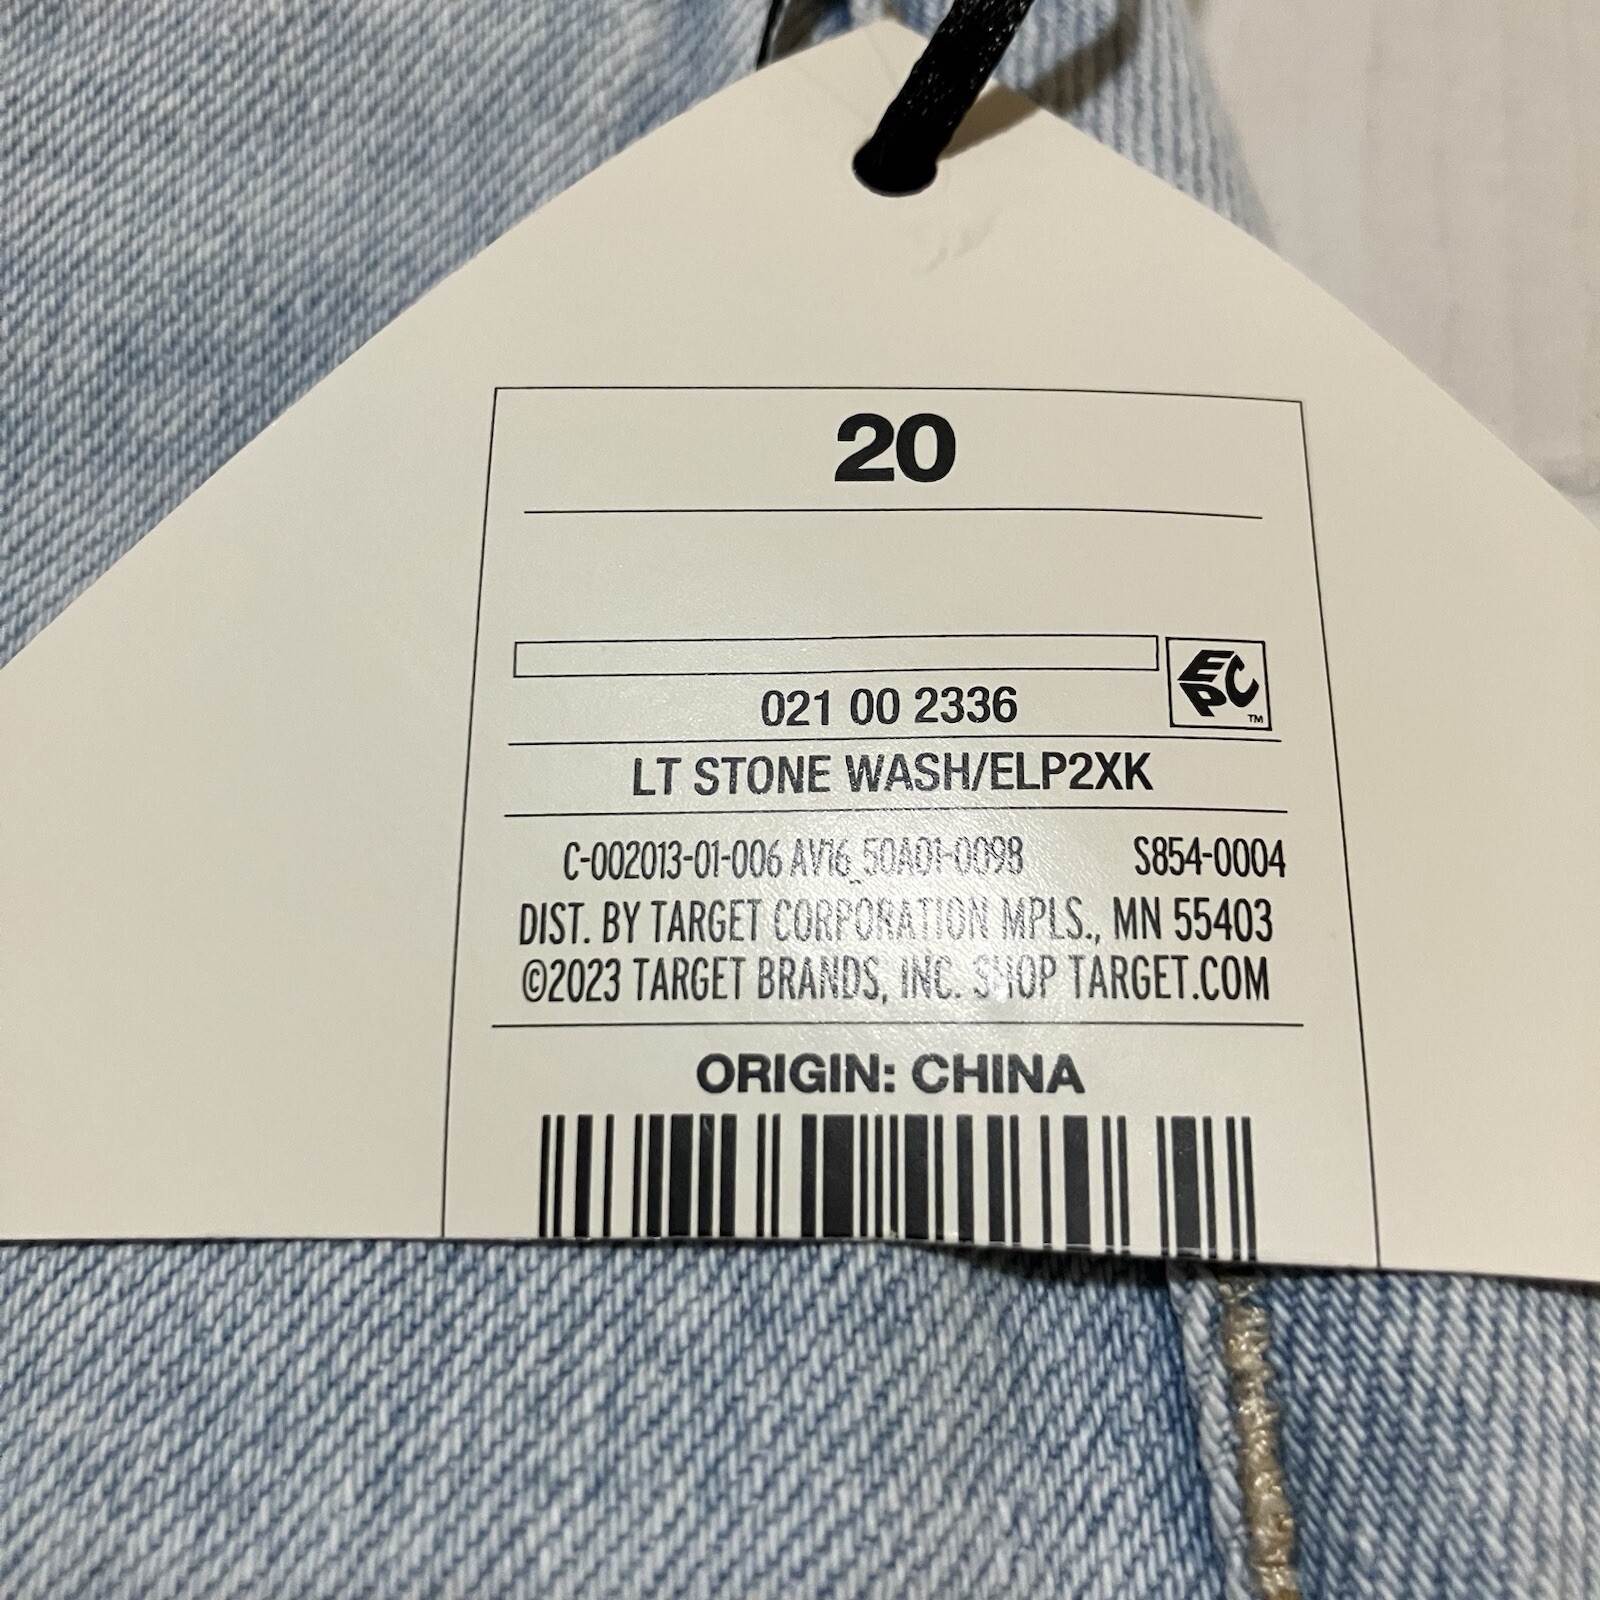 20
021 00 2336
EPC™
LT STONE WASH/ELP2XK
C-002013-01-006 AV16_50A01-0098 S854-0004
DIST. BY TARGET CORPORATION MPLS., MN 55403
©2023 TARGET BRANDS, INC. SHOP TARGET.COM
ORIGIN: CHINA